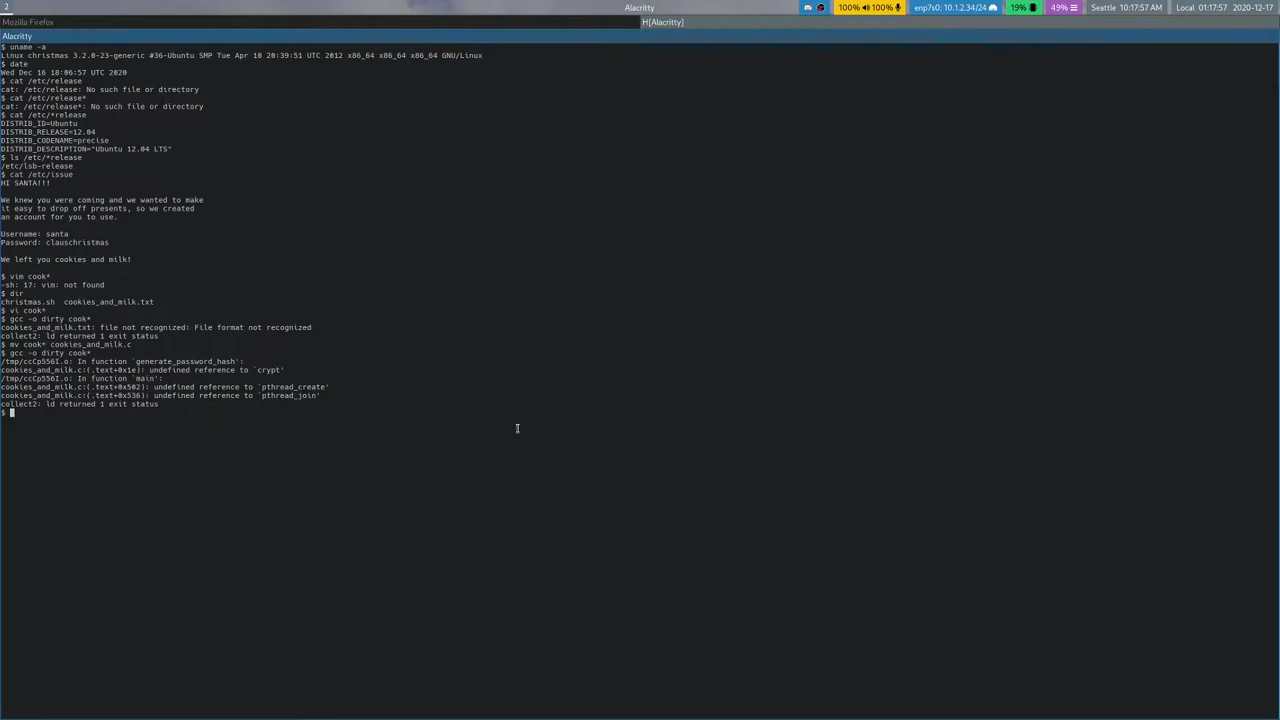 2
Alacritty
100% 100%
enp7s0: 10.1.2.34/24
19%
49%
Seattle 10:17:57 AM
Local 01:17:57 2020-12-17
Mozilla Firefox
H[Alacritty]
Alacritty
$ uname -a
Linux christmas 3.2.0-23-generic #36-Ubuntu SMP Tue Apr 10 20:39:51 UTC 2012 x86_64 x86_64 x86_64 GNU/Linux
$ date
Wed Dec 16 18:06:57 UTC 2020
$ cat /etc/release
cat: /etc/release: No such file or directory
$ cat /etc/release*
cat: /etc/release*: No such file or directory
$ cat /etc/*release
DISTRIB_ID=Ubuntu
DISTRIB_RELEASE=12.04
DISTRIB_CODENAME=precise
DISTRIB_DESCRIPTION="Ubuntu 12.04 LTS"
$ ls /etc/*release
/etc/lsb-release
$ cat /etc/issue
HI SANTA!!!
We knew you were coming and we wanted to make
it easy to drop off presents, so we created
an account for you to use.
Username: santa
Password: clauschristmas
We left you cookies and milk!
$ vim cook*
-sh: 17: vim: not found
$ dir
christmas.sh  cookies_and_milk.txt
$ vi cook*
$ gcc -o dirty cook*
cookies_and_milk.txt: file not recognized: File format not recognized
collect2: ld returned 1 exit status
$ mv cook* cookies_and_milk.c
$ gcc -o dirty cook*
/tmp/ccCp556I.o: In function `generate_password_hash':
cookies_and_milk.c:(.text+0x1e): undefined reference to `crypt'
/tmp/ccCp556I.o: In function `main':
cookies_and_milk.c:(.text+0x502): undefined reference to `pthread_create'
cookies_and_milk.c:(.text+0x536): undefined reference to `pthread_join'
collect2: ld returned 1 exit status
$